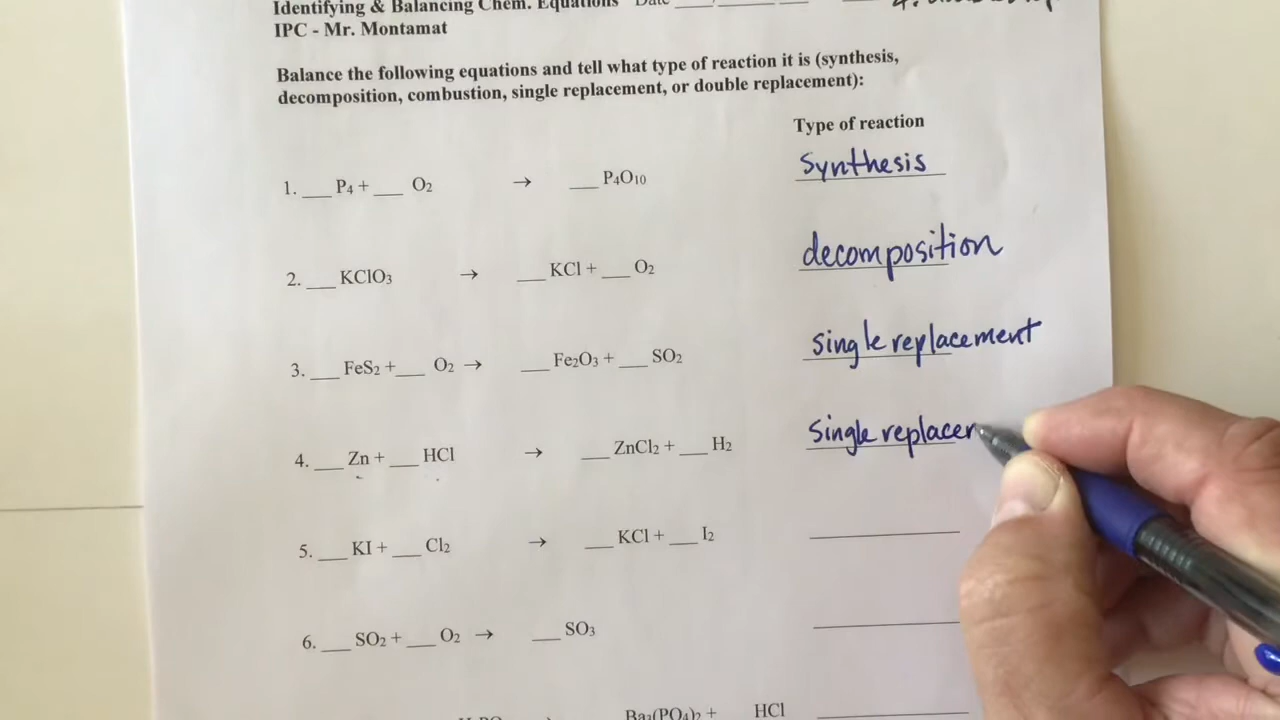 Identifying & Balancing Chem. Equations Date ____
IPC - Mr. Montamat
Balance the following equations and tell what type of reaction it is (synthesis,
decomposition, combustion, single replacement, or double replacement):
Type of reaction
1. ___ P₄ + ___ O₂ → ___ P₄O₁₀ Synthesis
2. ___ KClO₃ → ___ KCl + ___ O₂ decomposition
3. ___ FeS₂ + ___ O₂ → ___ Fe₂O₃ + ___ SO₂ single replacement
4. ___ Zn + ___ HCl → ___ ZnCl₂ + ___ H₂ Single replacem
5. ___ KI + ___ Cl₂ → ___ KCl + ___ I₂
6. ___ SO₂ + ___ O₂ → ___ SO₃
Ba₃(PO₄)₂ + HCl